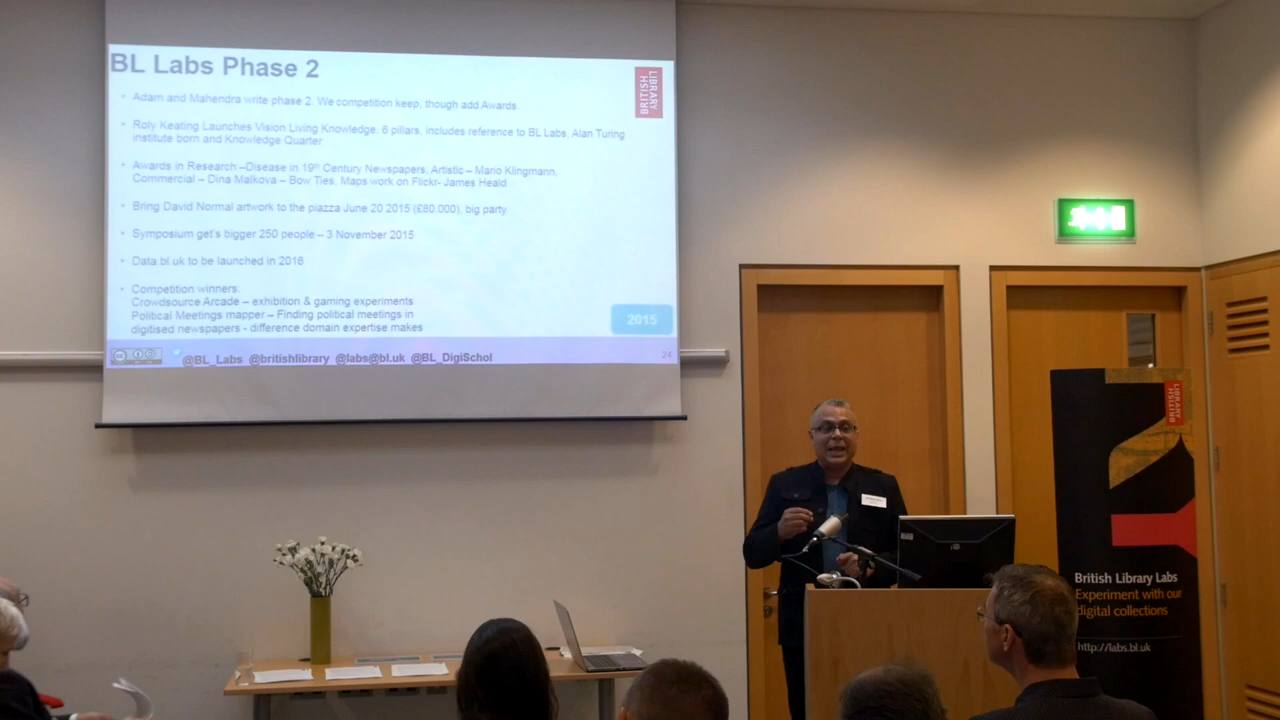 BL Labs Phase 2
LIBRARY
BRITISH
• Adam and Mahendra write phase 2. We competition keep, though add Awards.
• Roly Keating Launches Vision Living Knowledge, 6 pillars, includes reference to BL Labs, Alan Turing
institute born and Knowledge Quarter
• Awards in Research –Disease in 19th Century Newspapers, Artistic – Mario Klingmann,
Commercial – Dina Malkova – Bow Ties, Maps work on Flickr- James Heald
• Bring David Normal artwork to the piazza June 20 2015 (£80,000), big party
• Symposium get's bigger 250 people – 3 November 2015
• Data.bl.uk to be launched in 2016
• Competition winners:
Crowdsource Arcade – exhibition & gaming experiments
Political Meetings mapper – Finding political meetings in
digitised newspapers - difference domain expertise makes
2015
@BL_Labs @britishlibrary @labs@bl.uk @BL_DigiSchol
24
LIBRARY
BRITISH
British Library Labs
Experiment with our
digital collections
http://labs.bl.uk